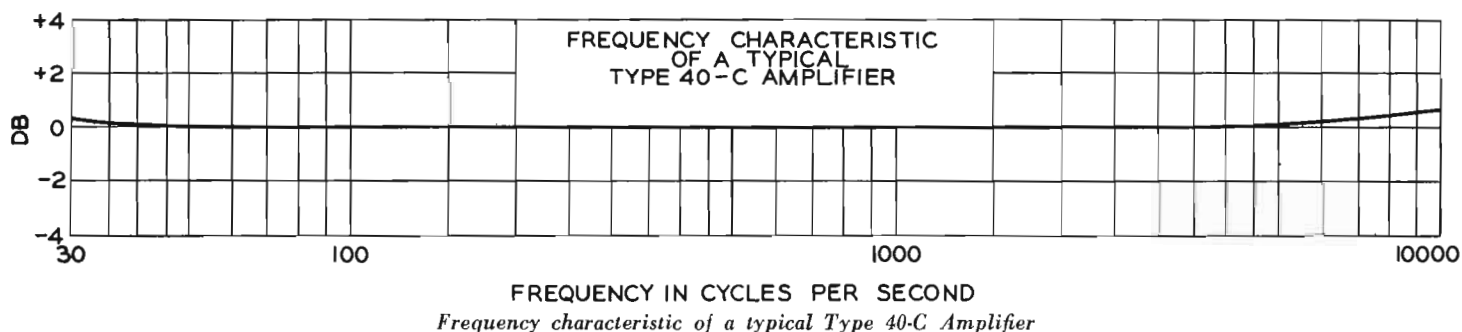 FREQUENCY CHARACTERISTIC
OF A TYPICAL
TYPE 40-C AMPLIFIER
DB
+4
+2
0
-2
-4
30 100 1000 10000
FREQUENCY IN CYCLES PER SECOND
Frequency characteristic of a typical Type 40-C Amplifier